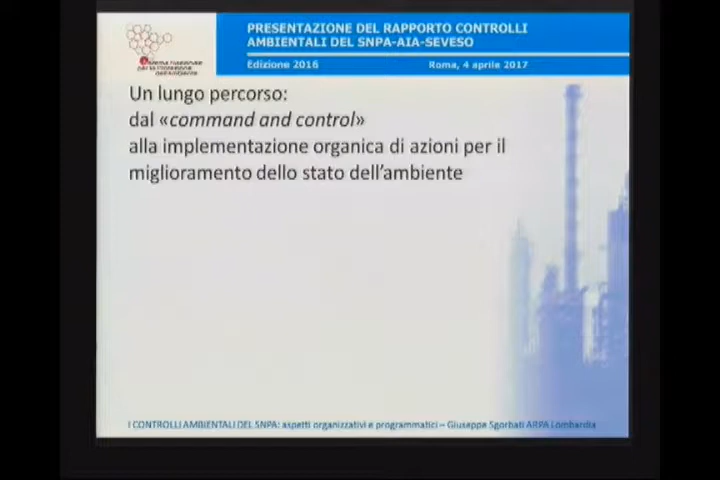 PRESENTAZIONE DEL RAPPORTO CONTROLLI
AMBIENTALI DEL SNPA-AIA-SEVESO
Edizione 2016
Roma, 4 aprile 2017
Un lungo percorso:
dal «command and control»
alla implementazione organica di azioni per il
miglioramento dello stato dell'ambiente
I CONTROLLI AMBIENTALI DEL SNPA: aspetti organizzativi e programmatici – Giuseppe Sgorbati ARPA Lombardia